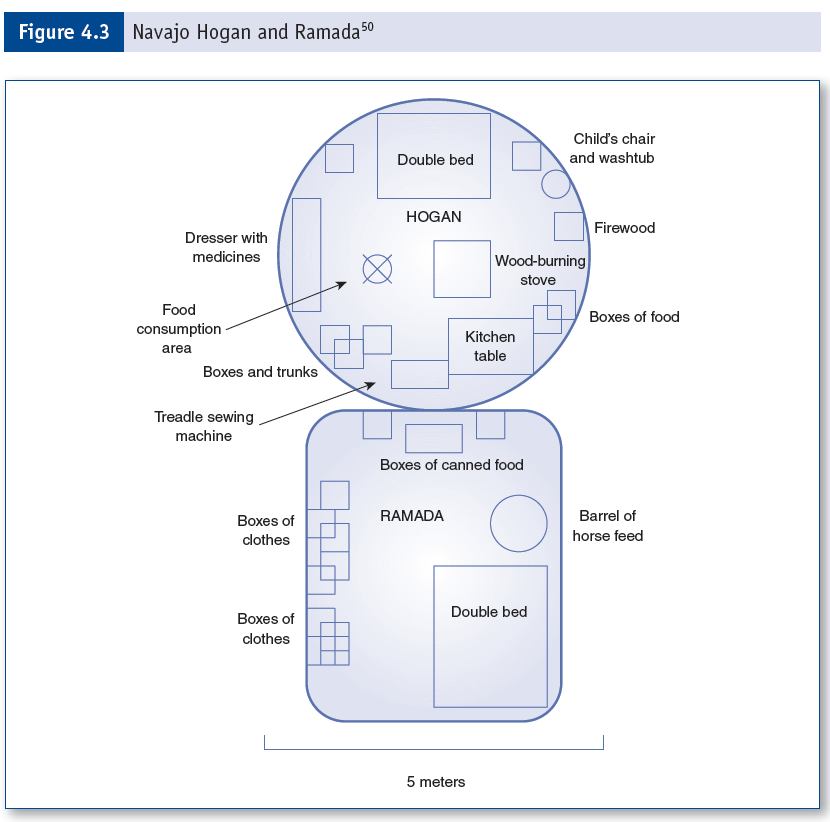 Figure 4.3 Navajo Hogan and Ramada50
Double bed
Child's chair
and washtub
HOGAN
Firewood
Dresser with
medicines
Wood-burning
stove
Food
consumption
area
Boxes of food
Kitchen
table
Boxes and trunks
Treadle sewing
machine
Boxes of canned food
RAMADA
Boxes of
clothes
Barrel of
horse feed
Double bed
Boxes of
clothes
5 meters